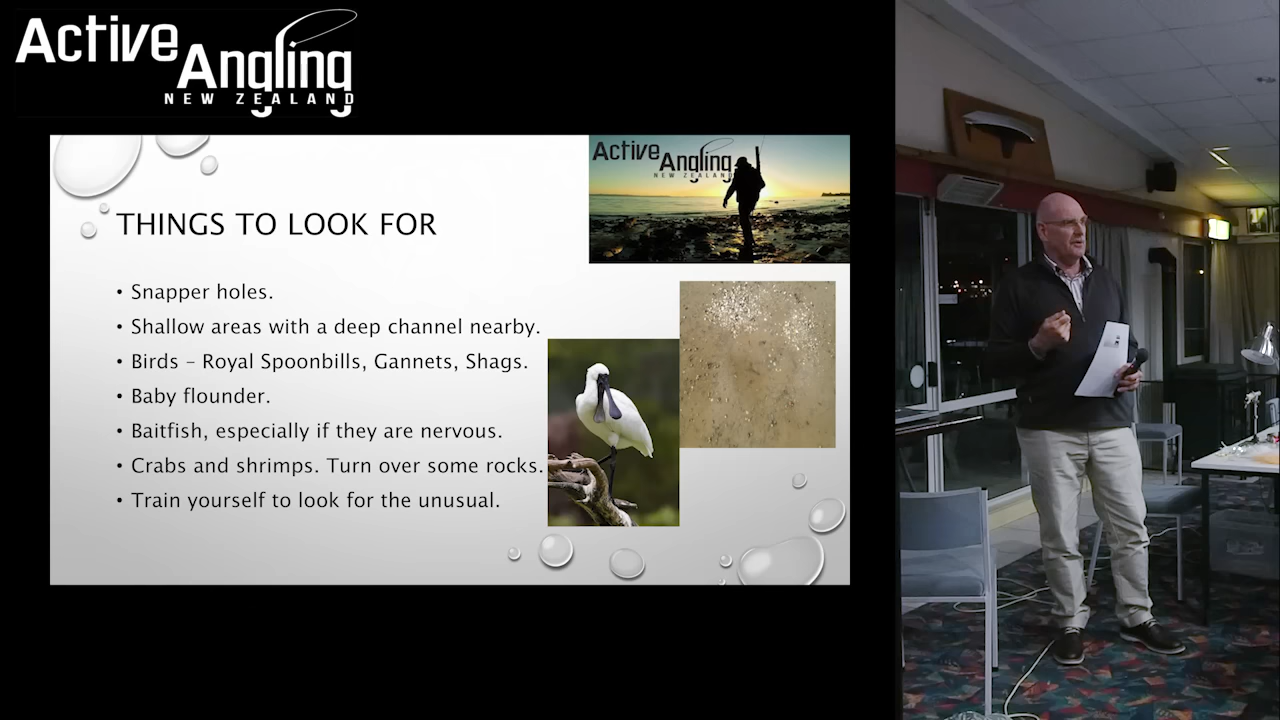 Active
Angling
NEW ZEALAND
Active Angling
NEW ZEALAND
THINGS TO LOOK FOR
• Snapper holes.
• Shallow areas with a deep channel nearby.
• Birds – Royal Spoonbills, Gannets, Shags.
• Baby flounder.
• Baitfish, especially if they are nervous.
• Crabs and shrimps. Turn over some rocks.
• Train yourself to look for the unusual.